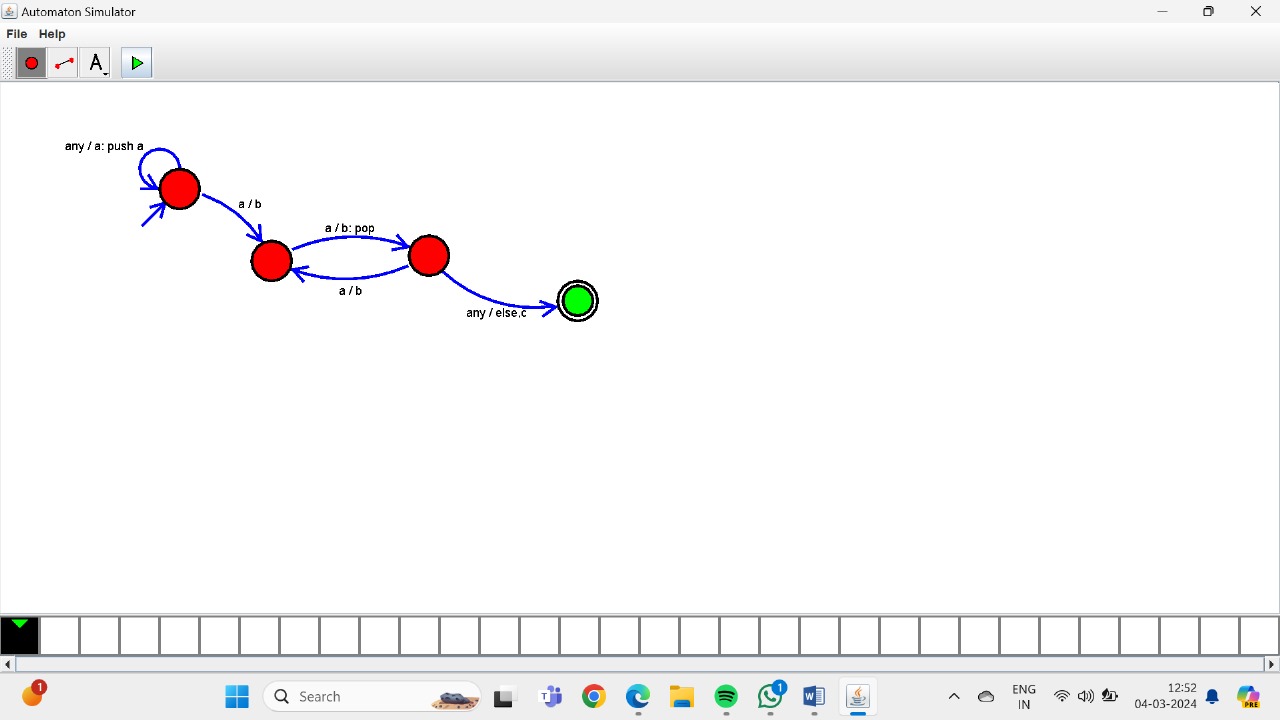 Automaton Simulator
File Help
A
any / a: push a
a / b
a / b: pop
a / b
any / else,c
1
Search
T
1
W
ENG
IN
12:52
04-03-2024
PRE